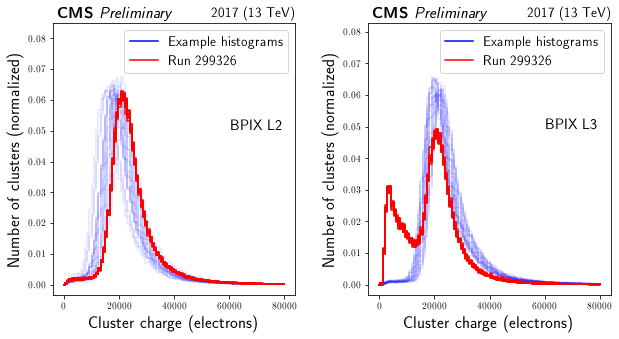 CMS Preliminary 2017 (13 TeV)
Example histograms
Run 299326
BPIX L2
Number of clusters (normalized)
0.08
0.07
0.06
0.05
0.04
0.03
0.02
0.01
0.00
0 20000 40000 60000 80000
Cluster charge (electrons)
CMS Preliminary 2017 (13 TeV)
Example histograms
Run 299326
BPIX L3
Number of clusters (normalized)
0.08
0.07
0.06
0.05
0.04
0.03
0.02
0.01
0.00
0 20000 40000 60000 80000
Cluster charge (electrons)